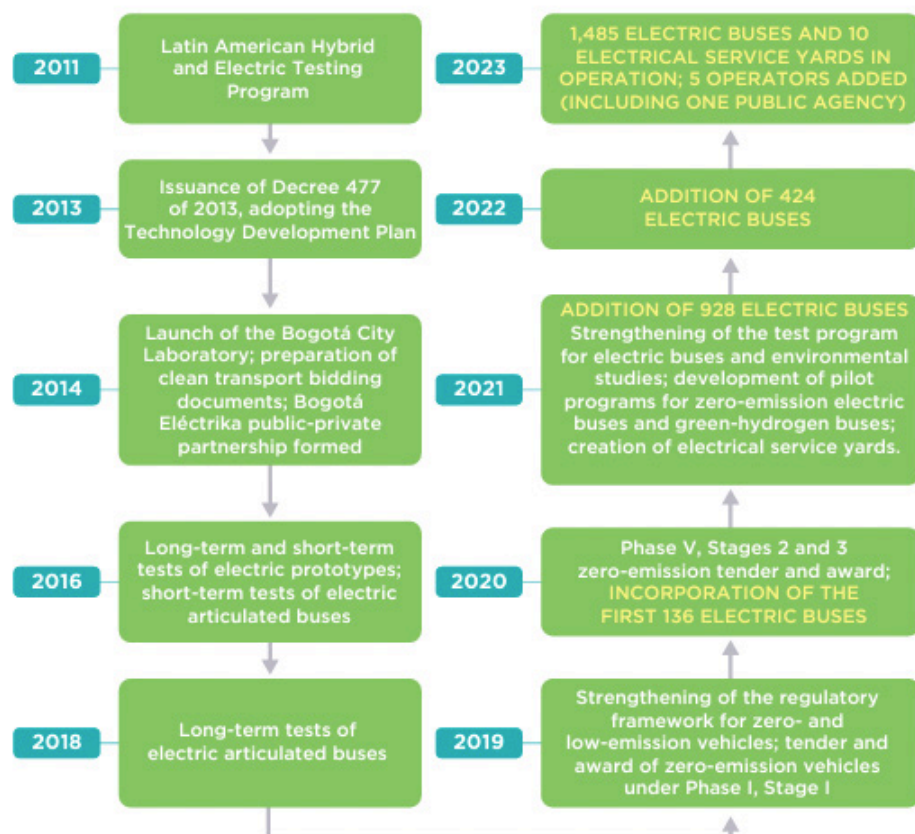 2011
Latin American Hybrid
and Electric Testing
Program
2013
Issuance of Decree 477
of 2013, adopting the
Technology Development Plan
2014
Launch of the Bogotá City
Laboratory; preparation of
clean transport bidding
documents; Bogotá
Eléctrika public-private
partnership formed
2016
Long-term and short-term
tests of electric prototypes;
short-term tests of electric
articulated buses
2018
Long-term tests of
electric articulated buses
2019
Strengthening of the regulatory
framework for zero- and
low-emission vehicles; tender and
award of zero-emission vehicles
under Phase I, Stage I
2020
Phase V, Stages 2 and 3
zero-emission tender and award;
INCORPORATION OF THE
FIRST 136 ELECTRIC BUSES
2021
ADDITION OF 928 ELECTRIC BUSES
Strengthening of the test program
for electric buses and environmental
studies; development of pilot
programs for zero-emission electric
buses and green-hydrogen buses;
creation of electrical service yards.
2022
ADDITION OF 424
ELECTRIC BUSES
2023
1,485 ELECTRIC BUSES AND 10
ELECTRICAL SERVICE YARDS IN
OPERATION; 5 OPERATORS ADDED
(INCLUDING ONE PUBLIC AGENCY)